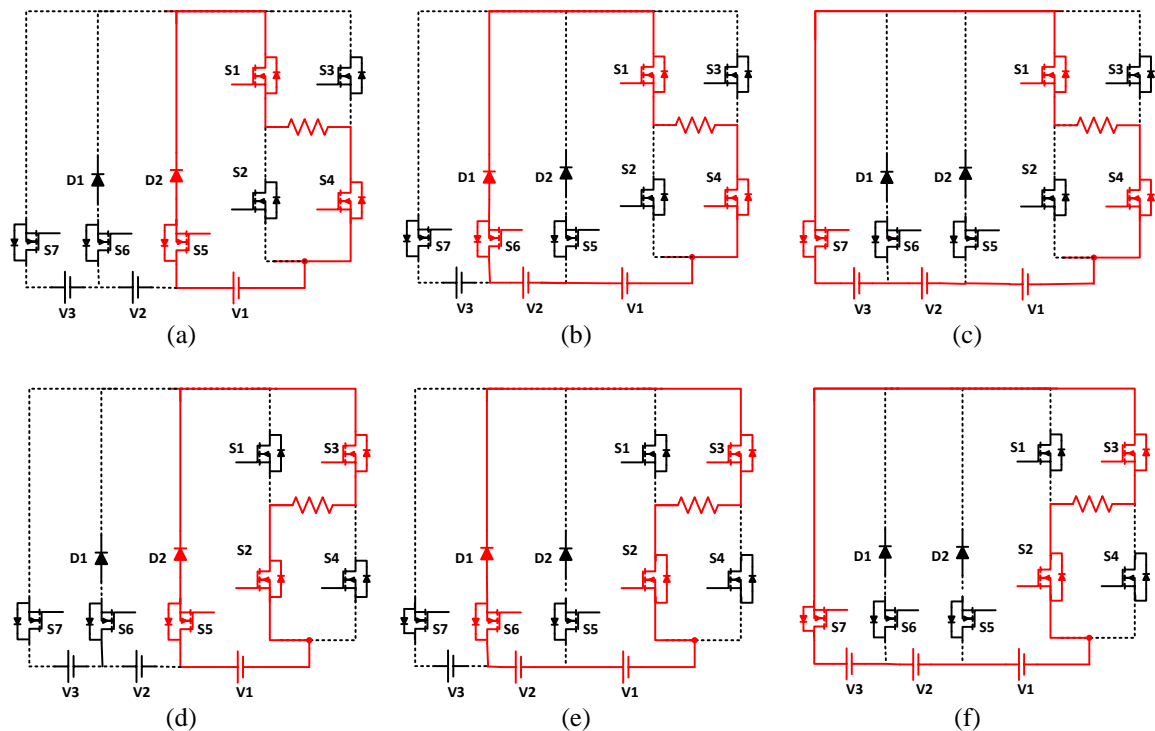 S1 S3
D1 D2 S2 S4
S7 S6 S5
V3 V2 V1
(a)
S1 S3
D1 D2 S2 S4
S7 S6 S5
V3 V2 V1
(b)
S1 S3
D1 D2 S2 S4
S7 S6 S5
V3 V2 V1
(c)
S1 S3
D1 D2 S2 S4
S7 S6 S5
V3 V2 V1
(d)
S1 S3
D1 D2 S2 S4
S7 S6 S5
V3 V2 V1
(e)
S1 S3
D1 D2 S2 S4
S7 S6 S5
V3 V2 V1
(f)